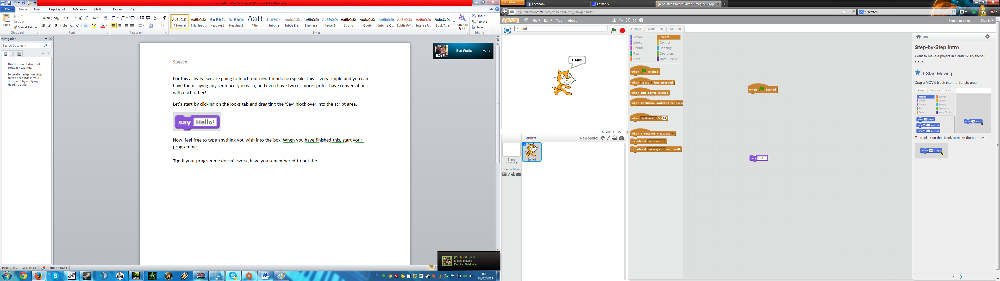 Document1 - Microsoft Word (Product Activation Failed)
File Home Insert Page Layout References Mailings Review View
Paste
Cut
Copy
Format Painter
Clipboard
Calibri (Body) 11
Font
Paragraph
AaBbCcDc AaBbCcDc AaBbC AaBbCc AaB AaBbCc. AaBbCcDc AaBbCcDc AaBbCcDc AaBbCcDc AaBbCcDc AaBbCcDc AABBCCDD AABBCCDD AaBbCcDc
¶ Normal ¶ No Spaci... Heading 1 Heading 2 Title Subtitle Subtle Em... Emphasis Intense E... Strong Quote Intense Q... Subtle Ref... Intense R... Book Title
Styles
Change Styles
Find
Replace
Select
Editing
Navigation
Search Document
This document does not
contain headings.
To create navigation tabs,
create headings in your
document by applying
Heading Styles.
Speech
For this activity, we are going to teach our new friends too speak. This is very simple and you can
have them saying any sentence you wish, and even have two or more sprites have conversations
with each other!
Let's start by clicking on the looks tab and dragging the 'Say' block over into the script area.
say Hello!
Now, feel free to type anything you wish into the box. When you have finished this, start your
programme.
Tip: If your programme doesn't work, have you remembered to put the
HA, GAY!
Ben Watts 4:00:15
[PTG]BarkSpear
is now playing
Empire: Total War
Page: 1 of 1 Words: 88 English (U.K.)
EN
02:13
03/02/2014
Firefox
Facebook
Lesson 5
Scratch Project Editor - Imagine, Prog...
scratch.mit.edu/projects/editor/?tip_bar=getStarted
scratch
SCRATCH File Edit Tips About
Sign in to save Sign in
v392
Untitled
Hello!
x: 240 y: -99
Sprites New sprite:
Stage
1 backdrop
New backdrop:
Sprite1
Scripts Costumes Sounds
Motion Events
Looks Control
Sound Sensing
Pen Operators
Data More Blocks
when clicked
when space key pressed
when this sprite clicked
when backdrop switches to
when loudness > 10
when I receive message1
broadcast message1
broadcast message1 and wait
when clicked
say Hello!
Tips
Step-by-Step Intro
Want to make a project in Scratch? Try these 10
steps.
1 Start Moving
Drag a MOVE block into the Scripts area.
Scripts Costumes Sounds
Motion Events
Looks Control
Sound Sensing
Pen Operators
Data More Blocks
move 10 steps
turn 15 degrees
turn 15 degrees
move 10 steps
Then, click on that block to make the cat move:
move 10 steps
1